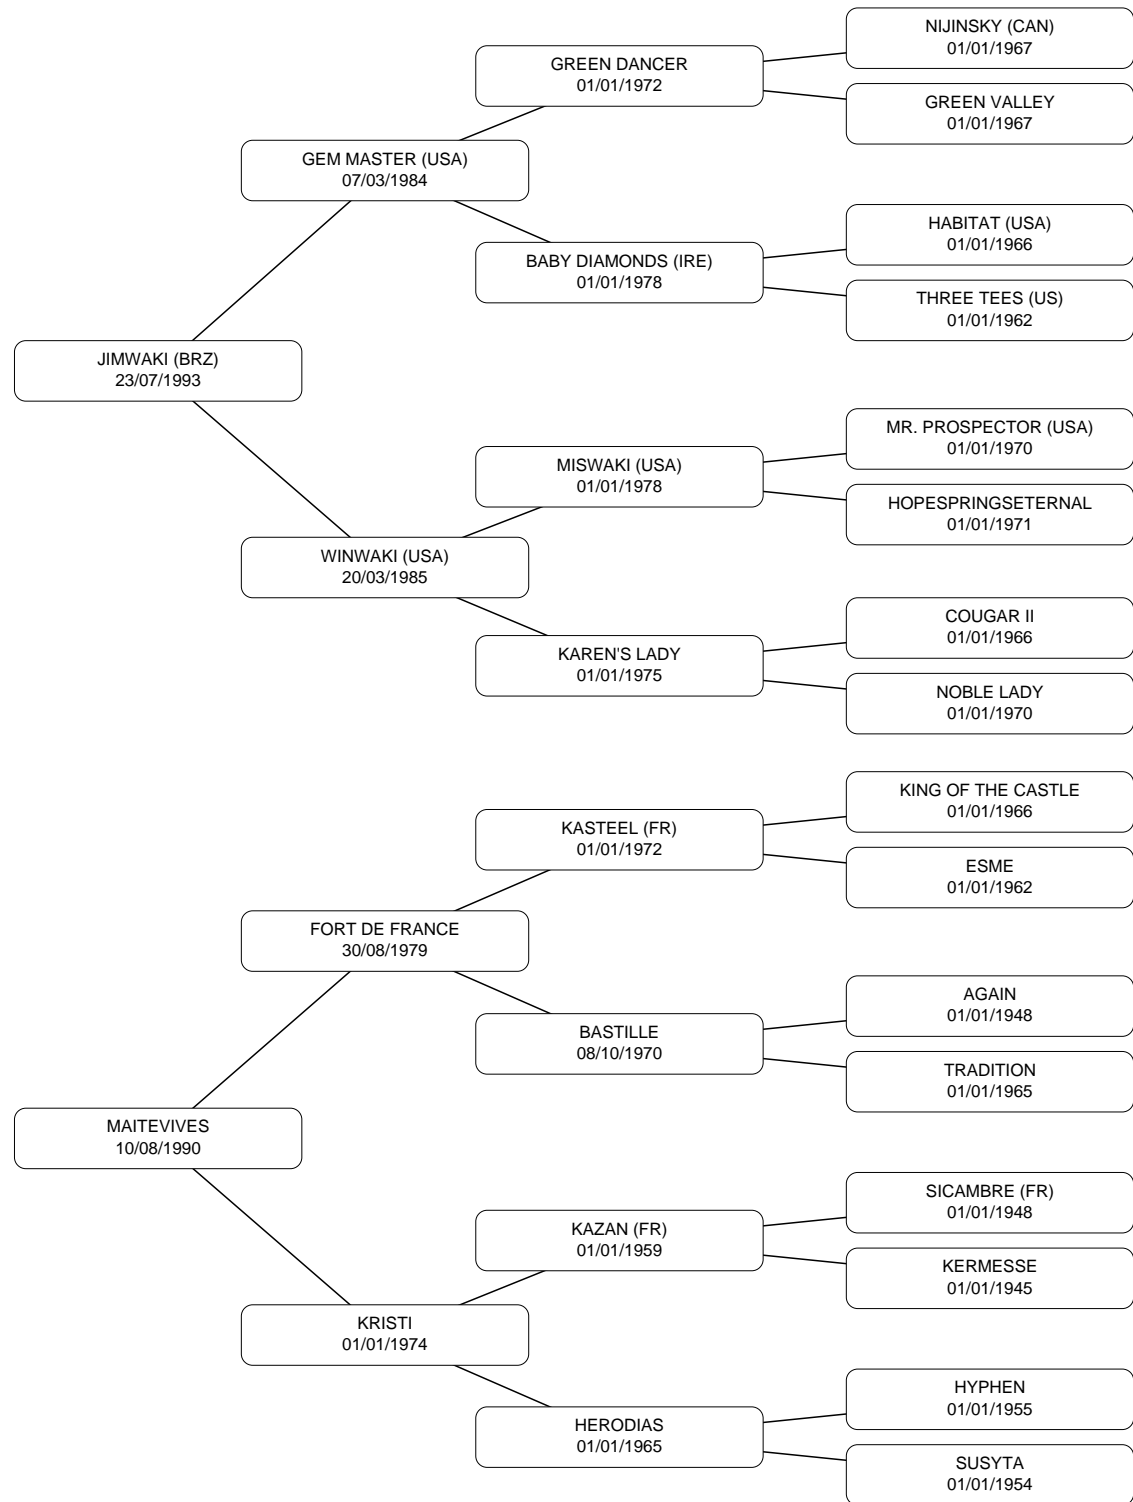 NIJINSKY (CAN)
01/01/1967
GREEN DANCER
01/01/1972
GREEN VALLEY
01/01/1967
GEM MASTER (USA)
07/03/1984
HABITAT (USA)
01/01/1966
BABY DIAMONDS (IRE)
01/01/1978
THREE TEES (US)
01/01/1962
JIMWAKI (BRZ)
23/07/1993
MR. PROSPECTOR (USA)
01/01/1970
MISWAKI (USA)
01/01/1978
HOPESPRINGSETERNAL
01/01/1971
WINWAKI (USA)
20/03/1985
COUGAR II
01/01/1966
KAREN'S LADY
01/01/1975
NOBLE LADY
01/01/1970
KING OF THE CASTLE
01/01/1966
KASTEEL (FR)
01/01/1972
ESME
01/01/1962
FORT DE FRANCE
30/08/1979
AGAIN
01/01/1948
BASTILLE
08/10/1970
TRADITION
01/01/1965
MAITEVIVES
10/08/1990
SICAMBRE (FR)
01/01/1948
KAZAN (FR)
01/01/1959
KERMESSE
01/01/1945
KRISTI
01/01/1974
HYPHEN
01/01/1955
HERODIAS
01/01/1965
SUSYTA
01/01/1954